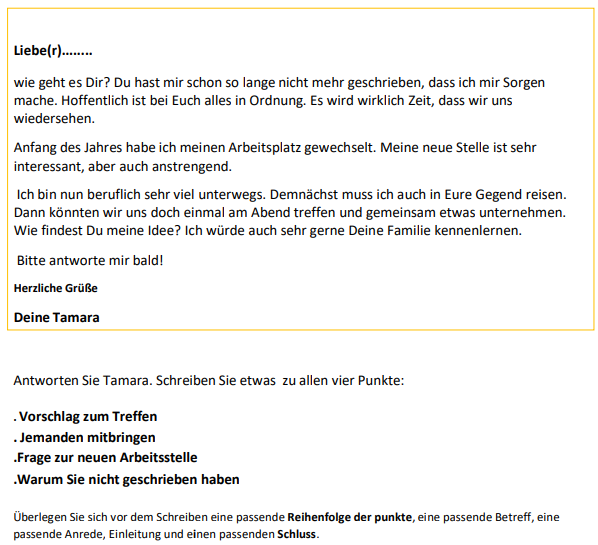 Liebe(r)........
wie geht es Dir? Du hast mir schon so lange nicht mehr geschrieben, dass ich mir Sorgen
mache. Hoffentlich ist bei Euch alles in Ordnung. Es wird wirklich Zeit, dass wir uns
wiedersehen.
Anfang des Jahres habe ich meinen Arbeitsplatz gewechselt. Meine neue Stelle ist sehr
interessant, aber auch anstrengend.
Ich bin nun beruflich sehr viel unterwegs. Demnächst muss ich auch in Eure Gegend reisen.
Dann könnten wir uns doch einmal am Abend treffen und gemeinsam etwas unternehmen.
Wie findest Du meine Idee? Ich würde auch sehr gerne Deine Familie kennenlernen.
Bitte antworte mir bald!
Herzliche Grüße
Deine Tamara
Antworten Sie Tamara. Schreiben Sie etwas  zu allen vier Punkte:
. Vorschlag zum Treffen
. Jemanden mitbringen
.Frage zur neuen Arbeitsstelle
.Warum Sie nicht geschrieben haben
Überlegen Sie sich vor dem Schreiben eine passende Reihenfolge der punkte, eine passende Betreff, eine
passende Anrede, Einleitung und einen passenden Schluss.